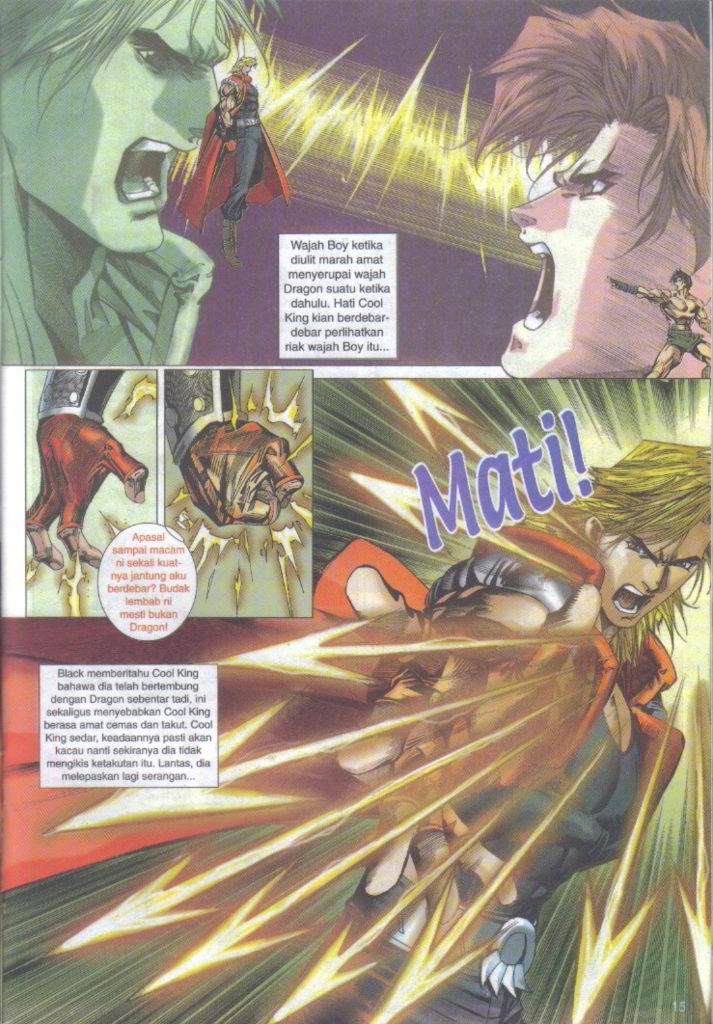 Wajah Boy ketika
diulit marah amat
menyerupai wajah
Dragon suatu ketika
dahulu. Hati Cool
King kian berdebar-
debar perlihatkan
riak wajah Boy itu...
Mati!
Apasal
sampai macam
ni sekali kuat-
nya jantung aku
berdebar? Budak
lembab ni
mesti bukan
Dragon!
Black memberitahu Cool King
bahawa dia telah bertembung
dengan Dragon sebentar tadi, ini
sekaligus menyebabkan Cool King
berasa amat cemas dan takut. Cool
King sedar, keadaannya pasti akan
kacau nanti sekiranya dia tidak
mengikis ketakutan itu. Lantas, dia
melepaskan lagi serangan...
15